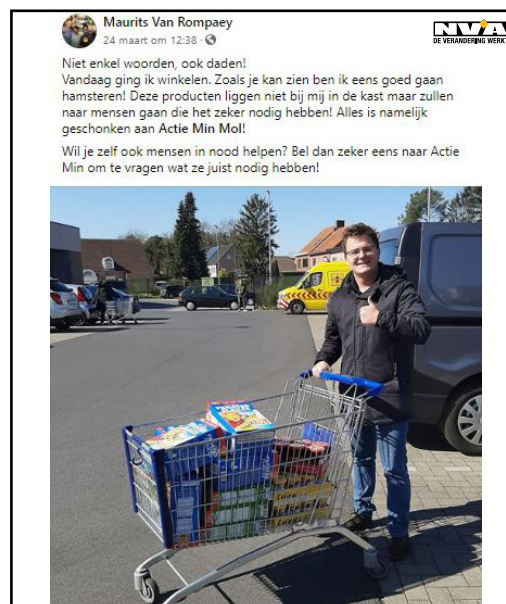 Maurits Van Rompaey
24 maart om 12:38 ·
N-VA
DE VERANDERING WERKT
Niet enkel woorden, ook daden!
Vandaag ging ik winkelen. Zoals je kan zien ben ik eens goed gaan
hamsteren! Deze producten liggen niet bij mij in de kast maar zullen
naar mensen gaan die het zeker nodig hebben! Alles is namelijk
geschonken aan Actie Min Mol!
Wil je zelf ook mensen in nood helpen? Bel dan zeker eens naar Actie
Min om te vragen wat ze juist nodig hebben!